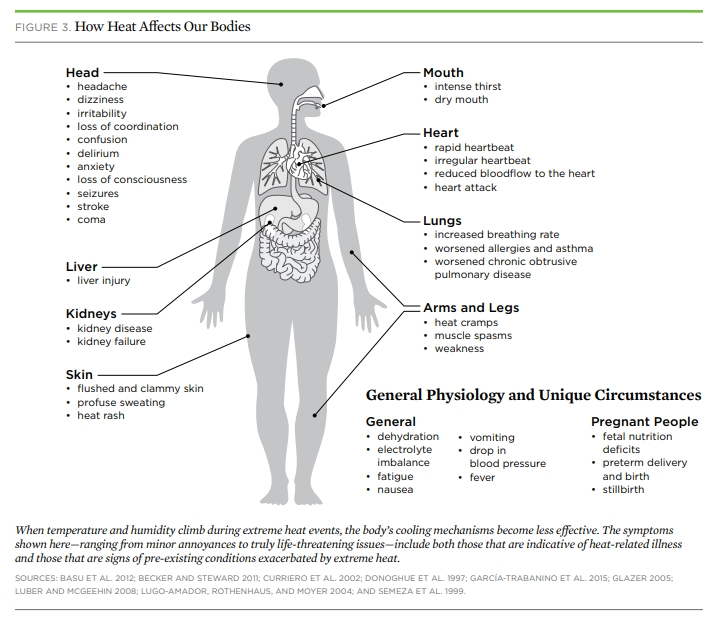 FIGURE 3. How Heat Affects Our Bodies
Head
• headache
• dizziness
• irritability
• loss of coordination
• confusion
• delirium
• anxiety
• loss of consciousness
• seizures
• stroke
• coma
Liver
• liver injury
Kidneys
• kidney disease
• kidney failure
Skin
• flushed and clammy skin
• profuse sweating
• heat rash
Mouth
• intense thirst
• dry mouth
Heart
• rapid heartbeat
• irregular heartbeat
• reduced bloodflow to the heart
• heart attack
Lungs
• increased breathing rate
• worsened allergies and asthma
• worsened chronic obtrusive
pulmonary disease
Arms and Legs
• heat cramps
• muscle spasms
• weakness
General Physiology and Unique Circumstances
General
• dehydration
• electrolyte
imbalance
• fatigue
• nausea
• vomiting
• drop in
blood pressure
• fever
Pregnant People
• fetal nutrition
deficits
• preterm delivery
and birth
• stillbirth
When temperature and humidity climb during extreme heat events, the body's cooling mechanisms become less effective. The symptoms
shown here—ranging from minor annoyances to truly life-threatening issues—include both those that are indicative of heat-related illness
and those that are signs of pre-existing conditions exacerbated by extreme heat.
SOURCES: BASU ET AL. 2012; BECKER AND STEWARD 2011; CURRIERO ET AL. 2002; DONOGHUE ET AL. 1997; GARCÍA-TRABANINO ET AL. 2015; GLAZER 2005;
LUBER AND MCGEEHIN 2008; LUGO-AMADOR, ROTHENHAUS, AND MOYER 2004; AND SEMEZA ET AL. 1999.